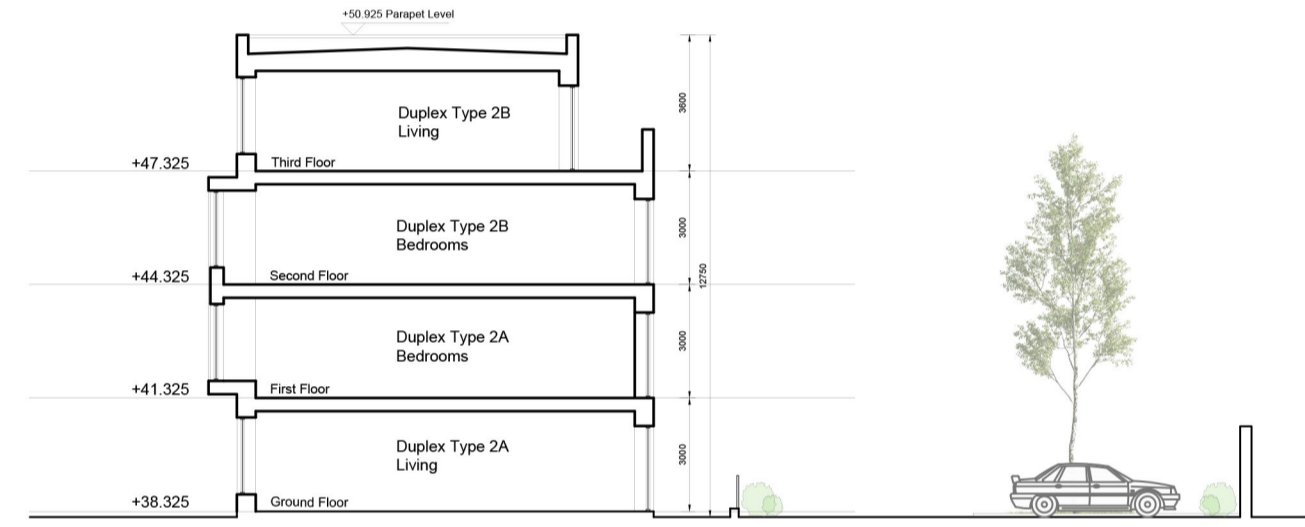 +50.925 Parapet Level
3600
Duplex Type 2B
Living
+47.325
Third Floor
3000
Duplex Type 2B
Bedrooms
+44.325
Second Floor
12750
3000
Duplex Type 2A
Bedrooms
+41.325
First Floor
3000
Duplex Type 2A
Living
+38.325
Ground Floor